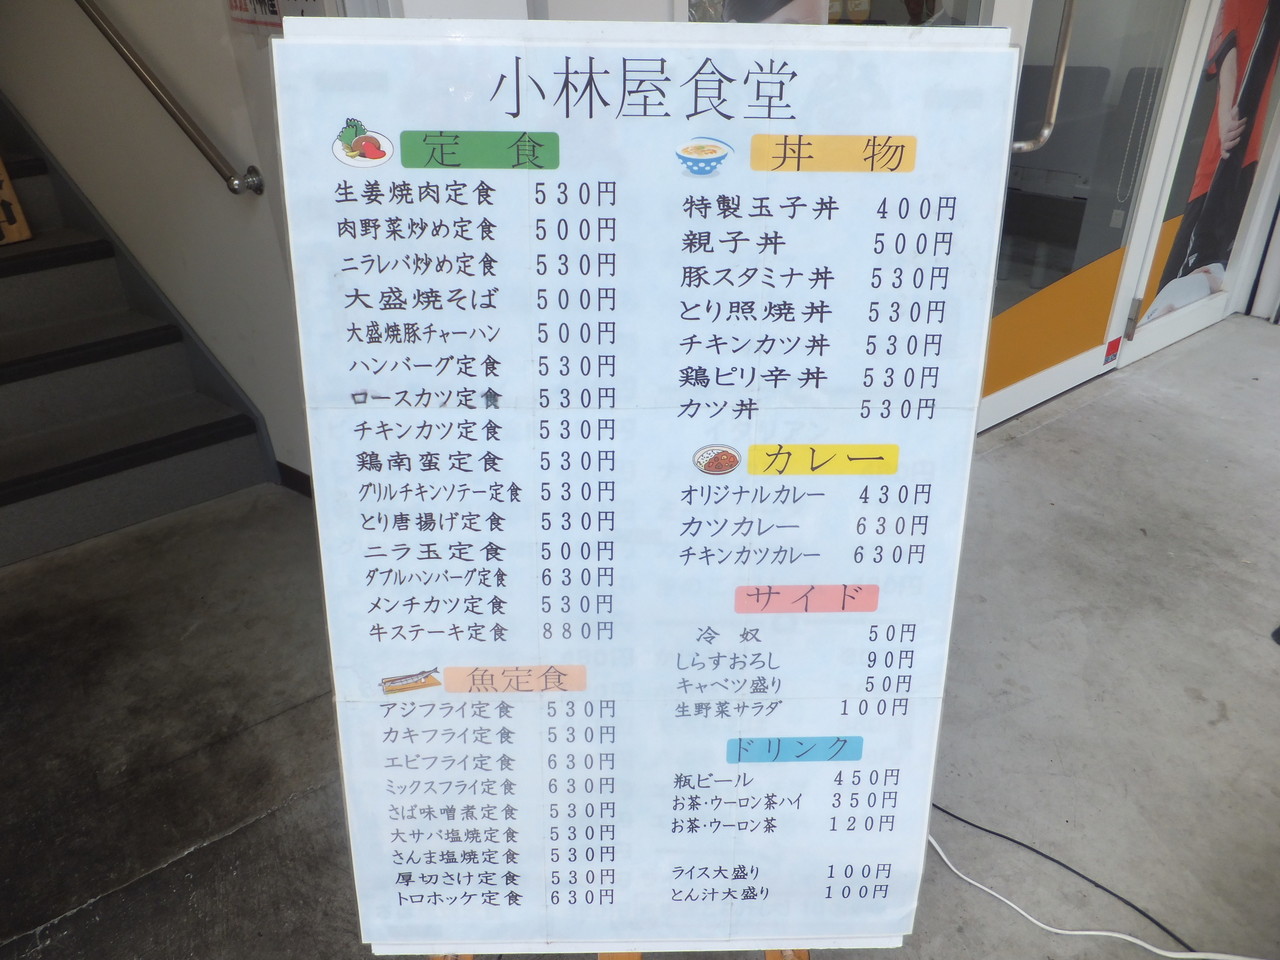 小林屋食堂
定食
生姜焼肉定食 530円
肉野菜炒め定食 500円
ニラレバ炒め定食 530円
大盛焼そば 500円
大盛焼豚チャーハン 500円
ハンバーグ定食 530円
ロースカツ定食 530円
チキンカツ定食 530円
鶏南蛮定食 530円
グリルチキンソテー定食 530円
とり唐揚げ定食 530円
ニラ玉定食 500円
ダブルハンバーグ定食 630円
メンチカツ定食 530円
牛ステーキ定食 880円
魚定食
アジフライ定食 530円
カキフライ定食 530円
エビフライ定食 630円
ミックスフライ定食 630円
さば味噌煮定食 530円
大サバ塩焼定食 530円
さんま塩焼定食 530円
厚切さけ定食 530円
トロホッケ定食 630円
丼物
特製玉子丼 400円
親子丼 500円
豚スタミナ丼 530円
とり照焼丼 530円
チキンカツ丼 530円
鶏ピリ辛丼 530円
カツ丼 530円
カレー
オリジナルカレー 430円
カツカレー 630円
チキンカツカレー 630円
サイド
冷奴 50円
しらすおろし 90円
キャベツ盛り 50円
生野菜サラダ 100円
ドリンク
瓶ビール 450円
お茶・ウーロン茶ハイ 350円
お茶・ウーロン茶 120円
ライス大盛り 100円
とん汁大盛り 100円